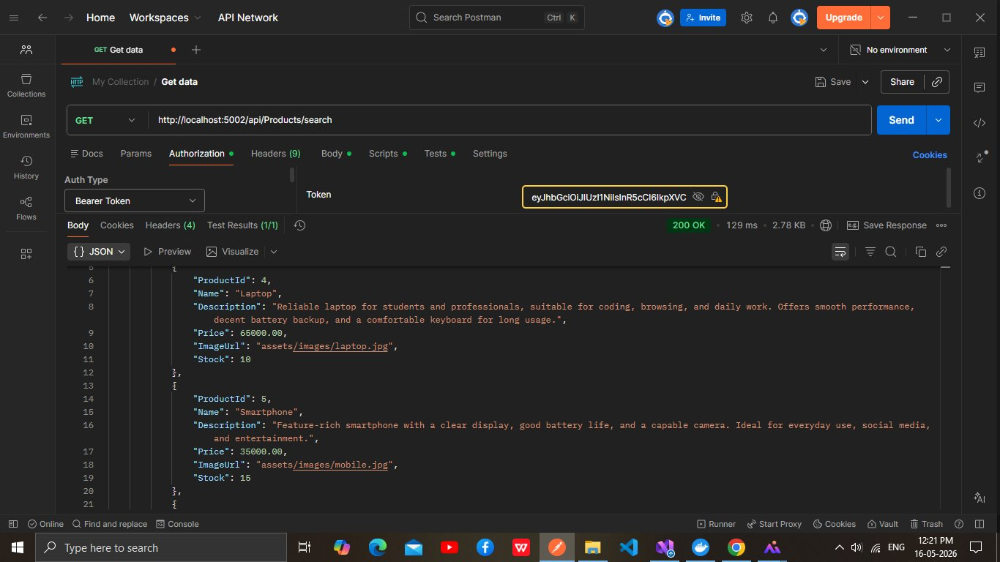 Home Workspaces API Network Search Postman Ctrl K Invite Upgrade
GET Get data No environment
HTTP My Collection / Get data Save Share
Collections
GET http://localhost:5002/api/Products/search Send
Environments
Docs Params Authorization Headers (9) Body Scripts Tests Settings Cookies
History
Auth Type
Bearer Token
Token
eyJhbGciOiJIUzI1NiIsInR5cCI6IkpXVC
Flows
Body Cookies Headers (4) Test Results (1/1) 200 OK • 129 ms • 2.78 KB e.g. Save Response
{} JSON Preview Visualize
5 {
6 "ProductId": 4,
7 "Name": "Laptop",
8 "Description": "Reliable laptop for students and professionals, suitable for coding, browsing, and daily work. Offers smooth performance,
decent battery backup, and a comfortable keyboard for long usage.",
9 "Price": 65000.00,
10 "ImageUrl": "assets/images/laptop.jpg",
11 "Stock": 10
12 },
13 {
14 "ProductId": 5,
15 "Name": "Smartphone",
16 "Description": "Feature-rich smartphone with a clear display, good battery life, and a capable camera. Ideal for everyday use, social media,
and entertainment.",
17 "Price": 35000.00,
18 "ImageUrl": "assets/images/mobile.jpg",
19 "Stock": 15
20 },
21 {
AI
Online Find and replace Console Runner Start Proxy Cookies Vault Trash
Type here to search
ENG
12:21 PM
16-05-2026